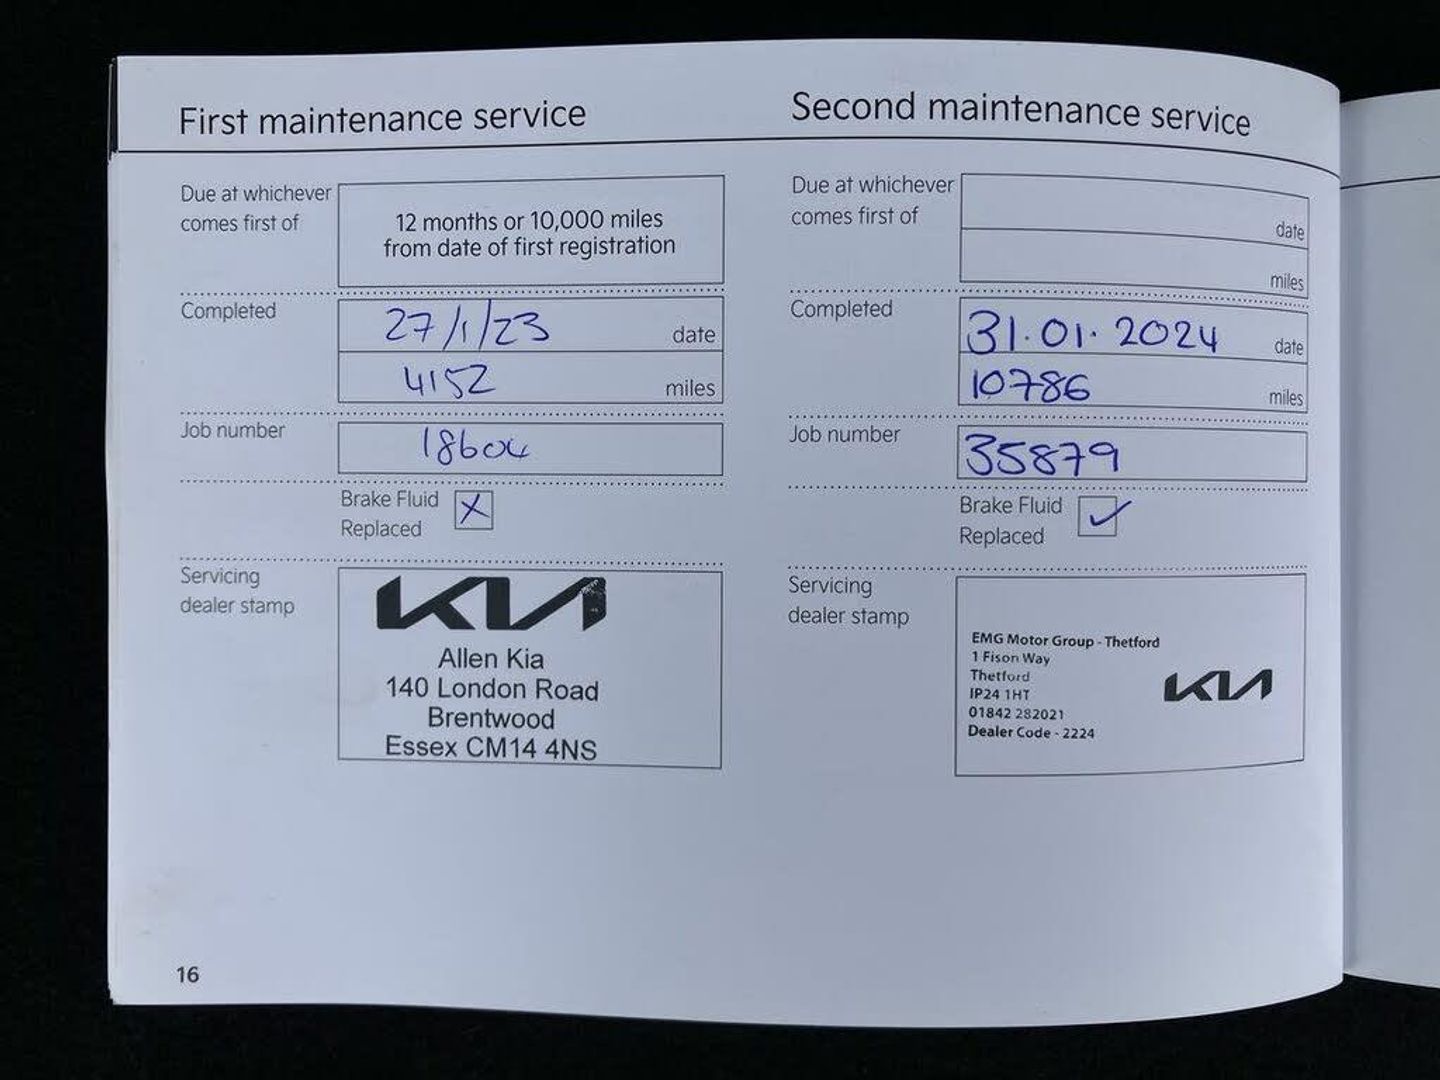 First maintenance service
Due at whichever
comes first of
12 months or 10,000 miles
from date of first registration
Completed
27/1/23 date
4152 miles
Job number
18604
Brake Fluid
Replaced
X
Servicing
dealer stamp
KIA
Allen Kia
140 London Road
Brentwood
Essex CM14 4NS
16
Second maintenance service
Due at whichever
comes first of
date
miles
Completed
31.01.2024 date
10786 miles
Job number
35879
Brake Fluid
Replaced
✓
Servicing
dealer stamp
EMG Motor Group - Thetford
1 Fison Way
Thetford
IP24 1HT
01842 282021
Dealer Code - 2224
KIA